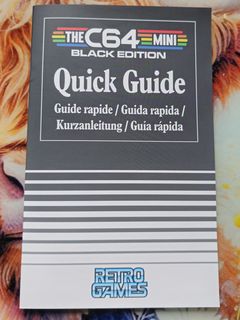 THE C64 MINI
BLACK EDITION
Quick Guide
Guide rapide / Guida rapida /
Kurzanleitung / Guía rápida
RETRO
GAMES